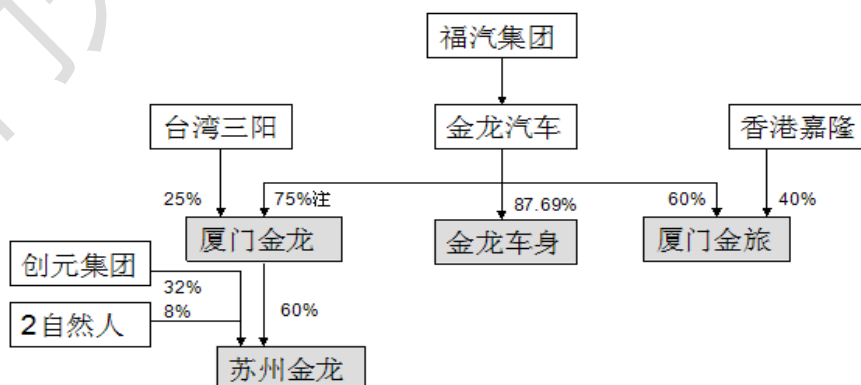 福汽集团
台湾三阳
金龙汽车
香港嘉隆
25%
75%注
87.69%
60%
40%
厦门金龙
金龙车身
厦门金旅
创元集团
32%
8%
60%
2自然人
苏州金龙